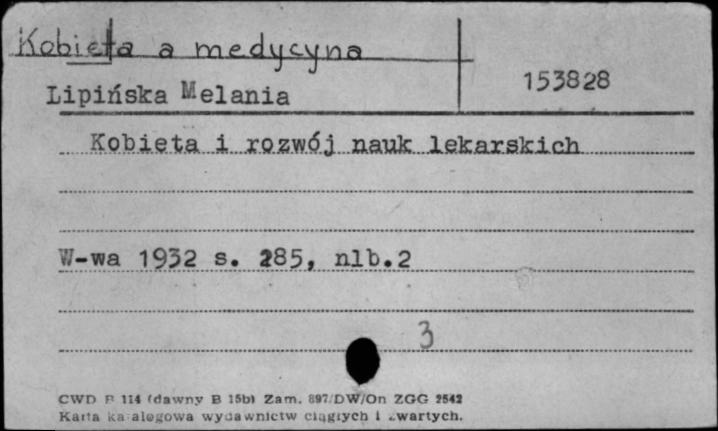 Kobieta a medycyna
153828
Lipińska Melania
Kobieta i rozwój nauk lekarskich
W-wa 1932 s. 285, nlb.2
3
CWD P 114 (dawny B 15b) Zam. 897/DW/On ZGG 2542
Karta katalogowa wydawnictw ciągłych i zwartych.